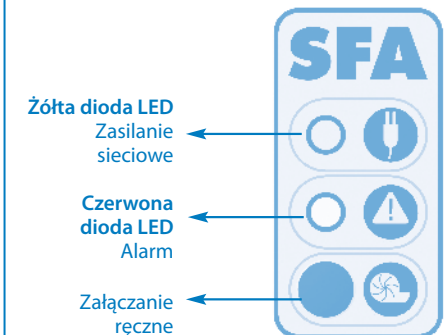 SFA
Żółta dioda LED
Zasilanie
sieciowe
Czerwona
dioda LED
Alarm
Załączanie
ręczne